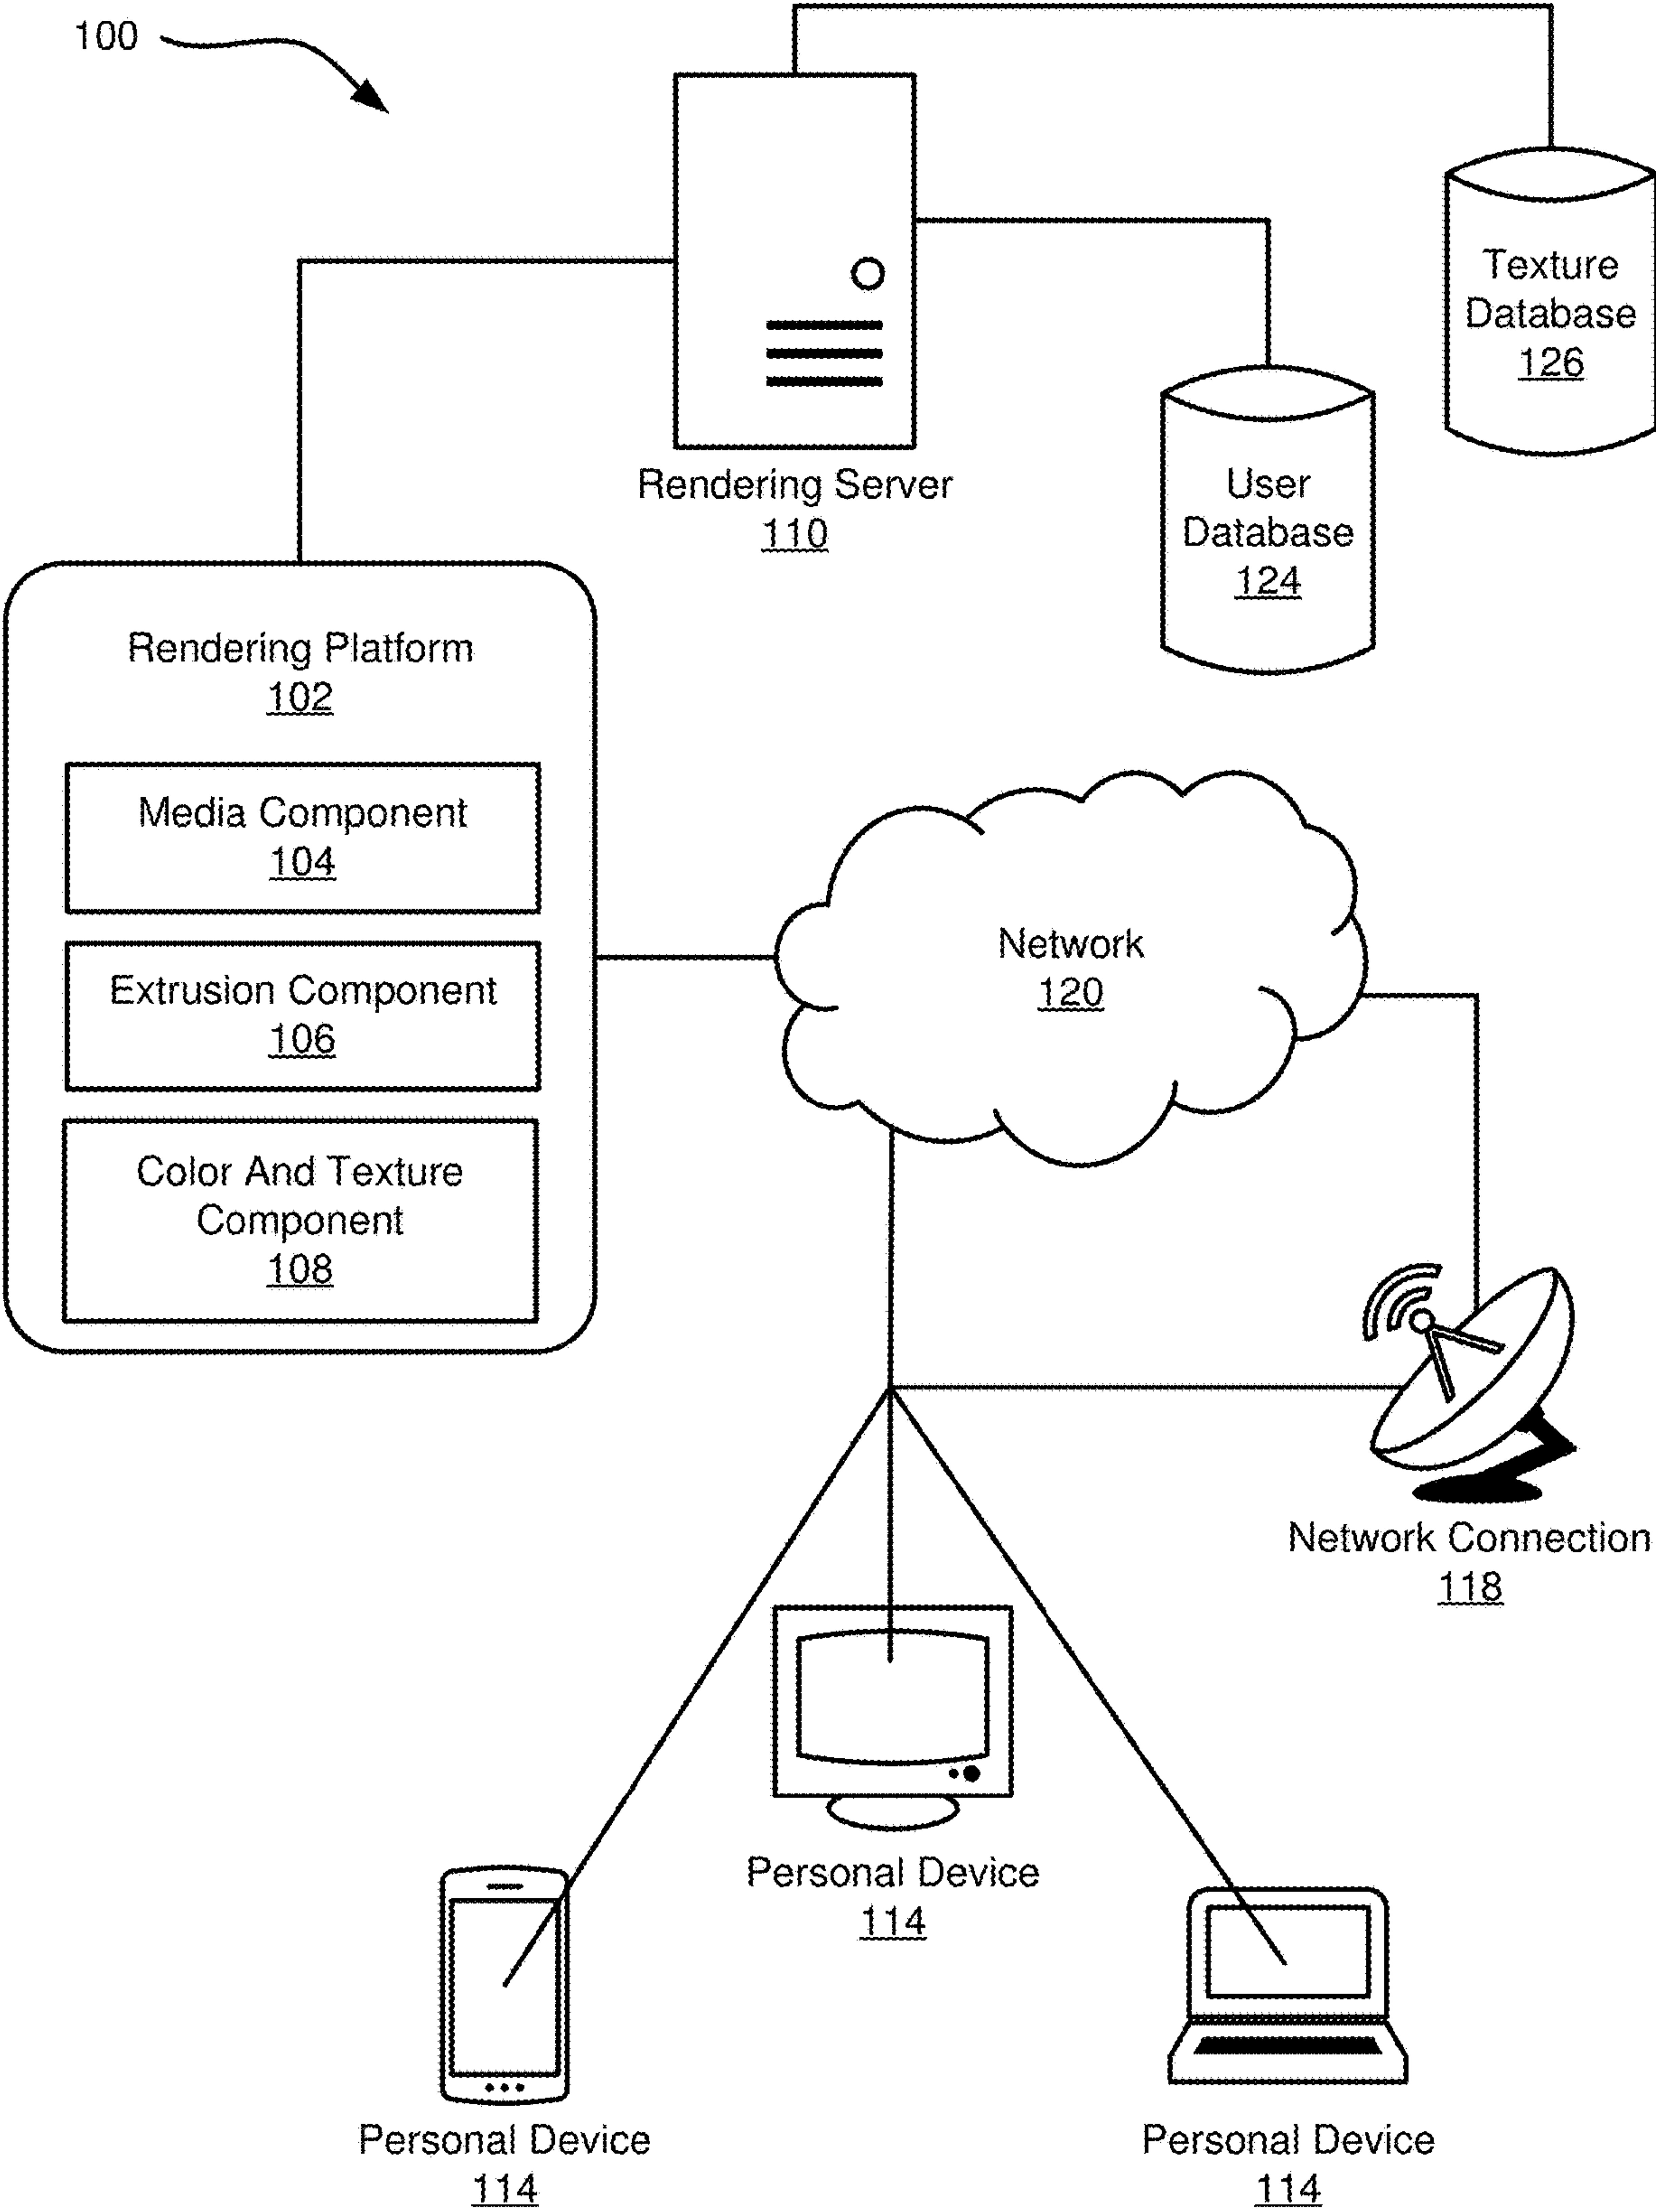 100
Texture
Database
126
Rendering Server
110
User
Database
124
Rendering Platform
102
Media Component
104
Extrusion Component
106
Color And Texture
Component
108
Network
120
Network Connection
118
Personal Device
114
Personal Device
114
Personal Device
114